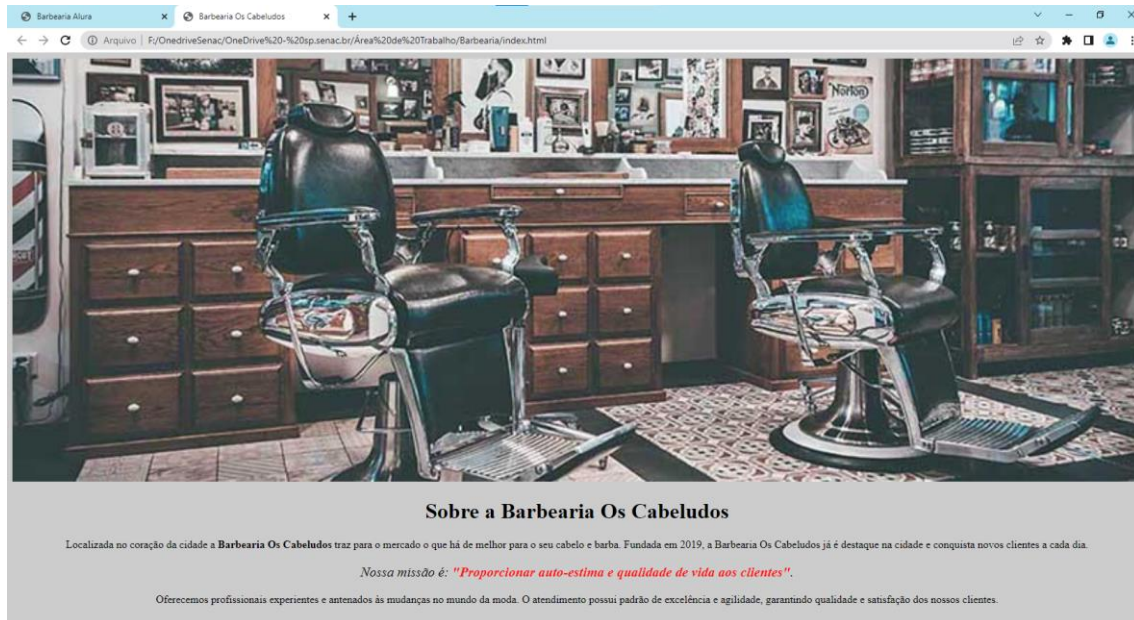 Barbearia Alura
Barbearia Os Cabeludos
Arquivo | F:/OnedriveSenac/OneDrive%20-%20sp.senac.br/Área%20de%20Trabalho/Barbearia/index.html
Norton
Sobre a Barbearia Os Cabeludos
Localizada no coração da cidade a Barbearia Os Cabeludos traz para o mercado o que há de melhor para o seu cabelo e barba. Fundada em 2019, a Barbearia Os Cabeludos já é destaque na cidade e conquista novos clientes a cada dia.
Nossa missão é: "Proporcionar auto-estima e qualidade de vida aos clientes".
Oferecemos profissionais experientes e antenados às mudanças no mundo da moda. O atendimento possui padrão de excelência e agilidade, garantindo qualidade e satisfação dos nossos clientes.